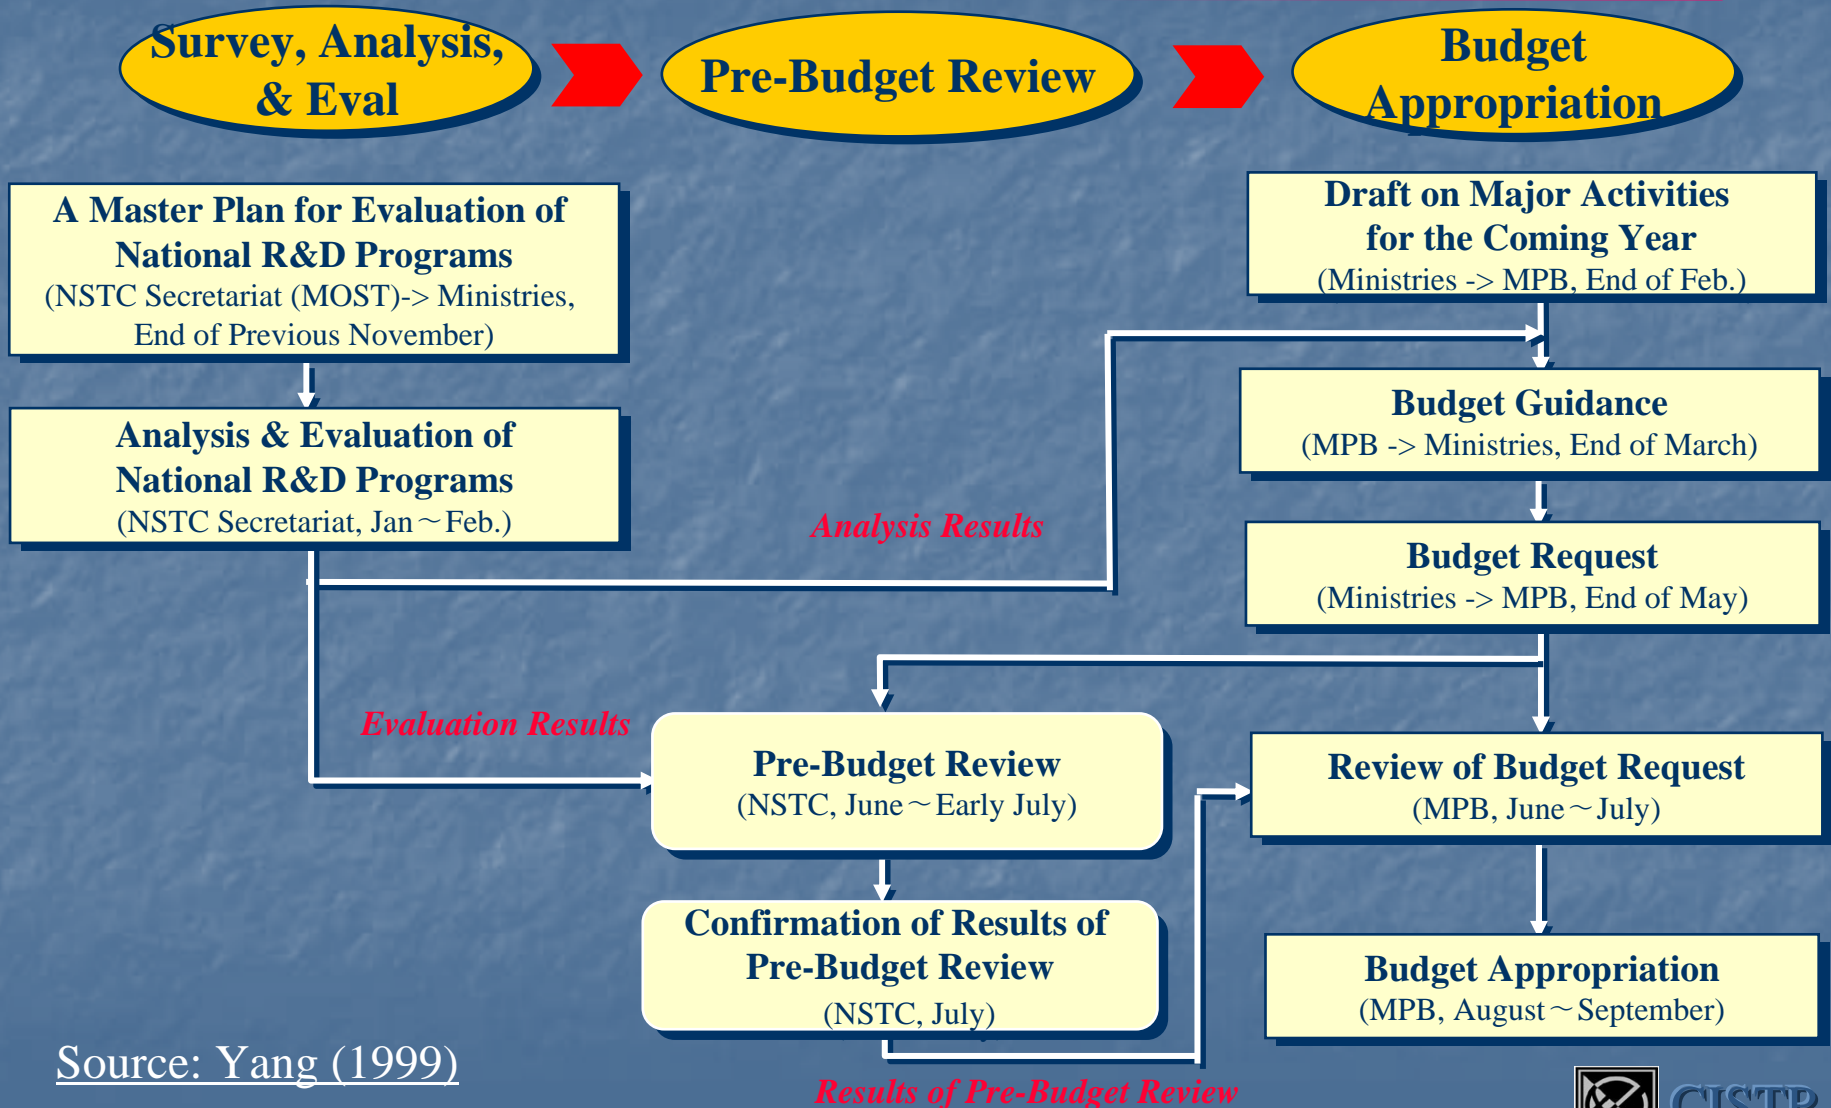 Survey, Analysis,
& Eval
Pre-Budget Review
Budget
Appropriation
A Master Plan for Evaluation of
National R&D Programs
(NSTC Secretariat (MOST)-> Ministries,
End of Previous November)
Analysis & Evaluation of
National R&D Programs
(NSTC Secretariat, Jan~Feb.)
Analysis Results
Evaluation Results
Pre-Budget Review
(NSTC, June~Early July)
Confirmation of Results of
Pre-Budget Review
(NSTC, July)
Results of Pre-Budget Review
Draft on Major Activities
for the Coming Year
(Ministries -> MPB, End of Feb.)
Budget Guidance
(MPB -> Ministries, End of March)
Budget Request
(Ministries -> MPB, End of May)
Review of Budget Request
(MPB, June~July)
Budget Appropriation
(MPB, August~September)
Source: Yang (1999)
CISTP